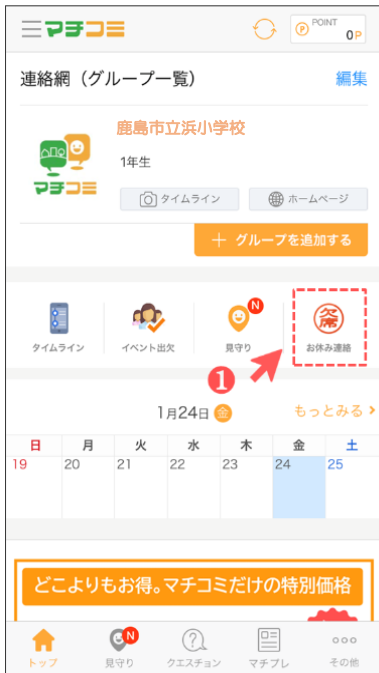 マチコミ
P POINT
0P
連絡網（グループ一覧） 編集
鹿島市立浜小学校
1年生
マチコミ
タイムライン ホームページ
＋ グループを追加する
N
欠席
タイムライン イベント出欠 見守り お休み連絡
1
1月24日 金 もっとみる >
日 月 火 水 木 金 土
19 20 21 22 23 24 25
どこよりもお得。マチコミだけの特別価格
N
トップ 見守り クエスチョン マチプレ その他